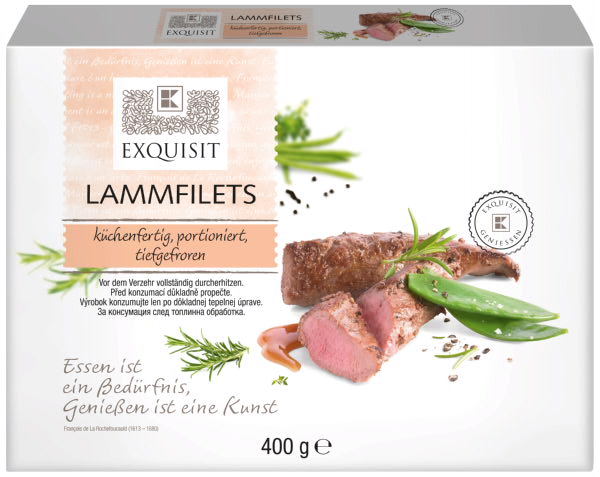 EXQUISIT
LAMMFILETS
küchenfertig, portioniert,
tiefgefroren
K
EXQUISIT
LAMMFILETS
küchenfertig, portioniert,
tiefgefroren
Vor dem Verzehr vollständig durcherhitzen.
Před konzumací důkladně propečte.
Výrobok konzumujte len po dôkladnej tepelnej úprave.
За консумация след топлинна обработка.
EXQUISIT
K
GENIESSEN
Essen ist
ein Bedürfnis,
Genießen ist eine Kunst
François de La Rochefoucauld (1613 – 1680)
400 g ℮